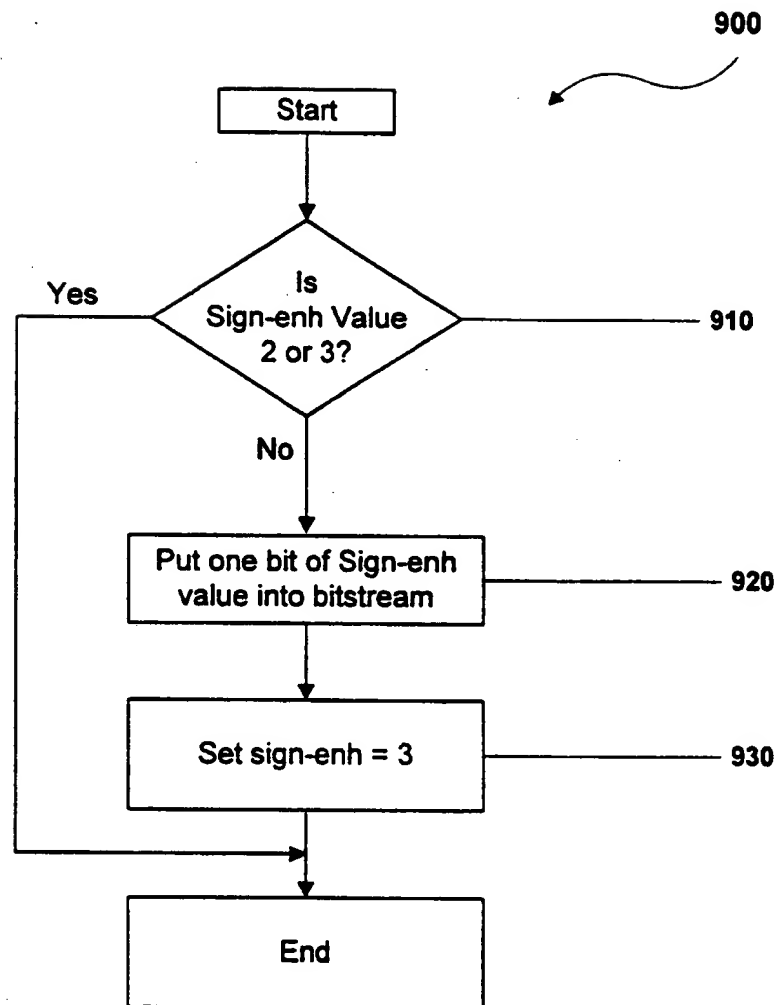 900
Start
Is
Sign-enh Value
2 or 3?
Yes
910
No
Put one bit of Sign-enh
value into bitstream
920
Set sign-enh = 3
930
End